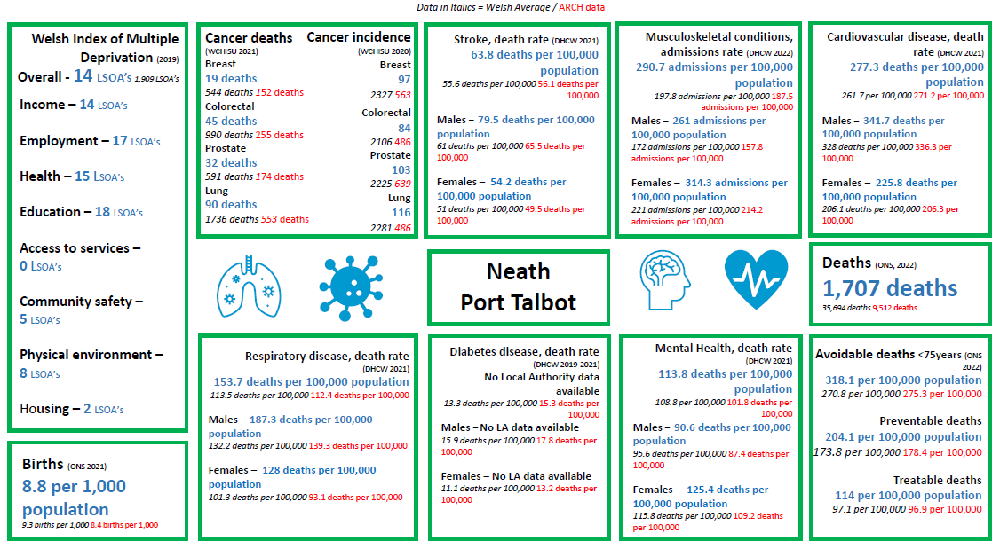 Data in Italics = Welsh Average / ARCH data
Welsh Index of Multiple
Deprivation (2019)
Overall - 14 LSOA's 1,909 LSOA's
Income – 14 LSOA's
Employment – 17 LSOA's
Health – 15 LSOA's
Education – 18 LSOA's
Access to services –
0 LSOA's
Community safety –
5 LSOA's
Physical environment –
8 LSOA's
Housing – 2 LSOA's
Births (ONS 2021)
8.8 per 1,000
population
9.3 births per 1,000 8.4 births per 1,000
Cancer deaths
(WCHISU 2021)
Breast
19 deaths
544 deaths 152 deaths
Colorectal
45 deaths
990 deaths 255 deaths
Prostate
32 deaths
591 deaths 174 deaths
Lung
90 deaths
1736 deaths 553 deaths
Cancer incidence
(WCHISU 2020)
Breast
97
2327 563
Colorectal
84
2106 486
Prostate
103
2225 639
Lung
116
2281 486
Stroke, death rate (DHCW 2021)
63.8 deaths per 100,000
population
55.6 deaths per 100,000 56.1 deaths per
100,000
Males – 79.5 deaths per 100,000
population
61 deaths per 100,000 65.5 deaths per
100,000
Females – 54.2 deaths per
100,000 population
51 deaths per 100,000 49.5 deaths per
100,000
Musculoskeletal conditions,
admissions rate (DHCW 2022)
290.7 admissions per 100,000
population
197.8 admissions per 100,000 187.5
admissions per 100,000
Males – 261 admissions per
100,000 population
172 admissions per 100,000 157.8
admissions per 100,000
Females – 314.3 admissions per
100,000 population
221 admissions per 100,000 214.2
admissions per 100,000
Cardiovascular disease, death
rate (DHCW 2021)
277.3 deaths per 100,000
population
261.7 per 100,000 271.2 per 100,000
Males – 341.7 deaths per
100,000 population
328 deaths per 100,000 336.3 per
100,000
Females – 225.8 deaths per
100,000 population
206.1 deaths per 100,000 206.3 per
100,000
Neath
Port Talbot
Deaths (ONS, 2022)
1,707 deaths
35,694 deaths 9,512 deaths
Respiratory disease, death rate
(DHCW 2021)
153.7 deaths per 100,000 population
113.5 deaths per 100,000 112.4 deaths per 100,000
Males – 187.3 deaths per 100,000
population
132.2 deaths per 100,000 139.3 deaths per 100,000
Females – 128 deaths per 100,000
population
101.3 deaths per 100,000 93.1 deaths per 100,000
Diabetes disease, death rate
(DHCW 2019-2021)
No Local Authority data
available
13.3 deaths per 100,000 15.3 deaths per
100,000
Males – No LA data available
15.9 deaths per 100,000 17.8 deaths per
100,000
Females – No LA data available
11.1 deaths per 100,000 13.2 deaths per
100,000
Mental Health, death rate
(DHCW 2021)
113.8 deaths per 100,000
population
108.8 per 100,000 101.8 deaths per
100,000
Males – 90.6 deaths per 100,000
population
95.6 deaths per 100,000 87.4 deaths per
100,000
Females – 125.4 deaths per
100,000 population
115.8 deaths per 100,000 109.2 deaths
per 100,000
Avoidable deaths <75years (ONS
2022)
318.1 per 100,000 population
270.8 per 100,000 275.3 per 100,000
Preventable deaths
204.1 per 100,000 population
173.8 per 100,000 178.4 per 100,000
Treatable deaths
114 per 100,000 population
97.1 per 100,000 96.9 per 100,000